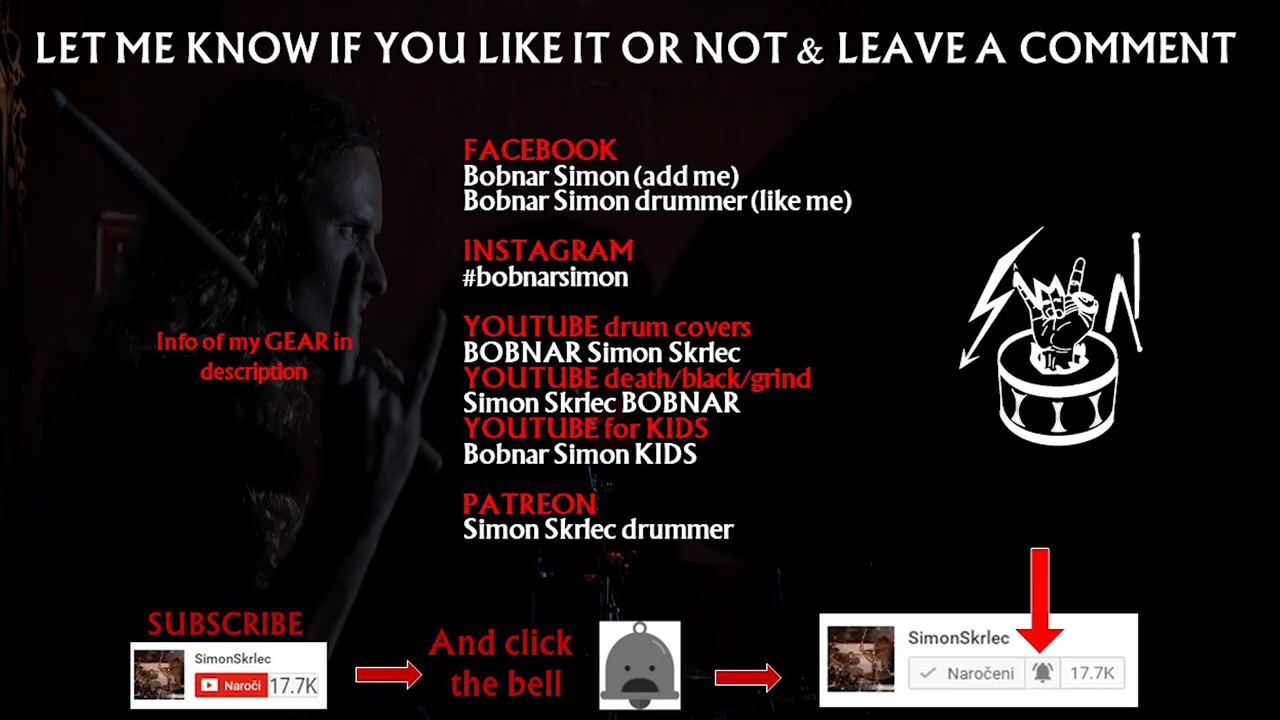 LET ME KNOW IF YOU LIKE IT OR NOT & LEAVE A COMMENT
FACEBOOK
Bobnar Simon (add me)
Bobnar Simon drummer (like me)
INSTAGRAM
#bobnarsimon
YOUTUBE drum covers
BOBNAR Simon Skrlec
YOUTUBE death/black/grind
Simon Skrlec BOBNAR
YOUTUBE for KIDS
Bobnar Simon KIDS
PATREON
Simon Skrlec drummer
Info of my GEAR in
description
SIMON
SUBSCRIBE
SimonSkrlec
Naroči 17.7K
And click
the bell
SimonSkrlec
Naročeni 17.7K